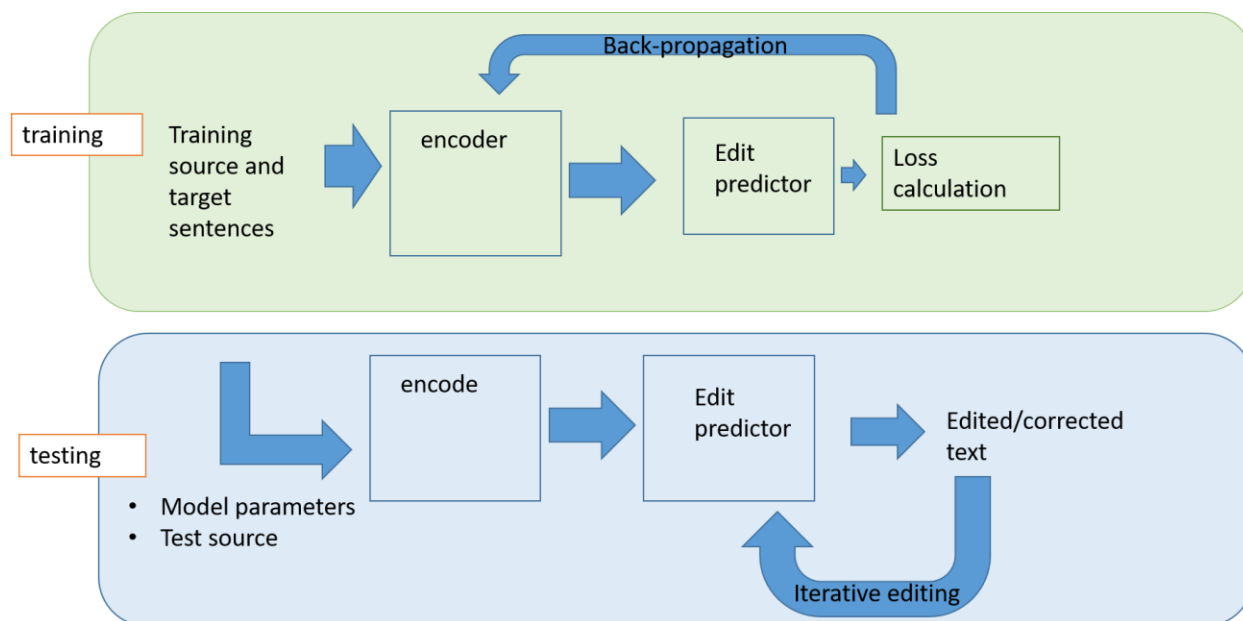 Back-propagation
training
Training
source and
target
sentences
encoder
Edit
predictor
Loss
calculation
testing
• Model parameters
• Test source
encode
Edit
predictor
Edited/corrected
text
Iterative editing